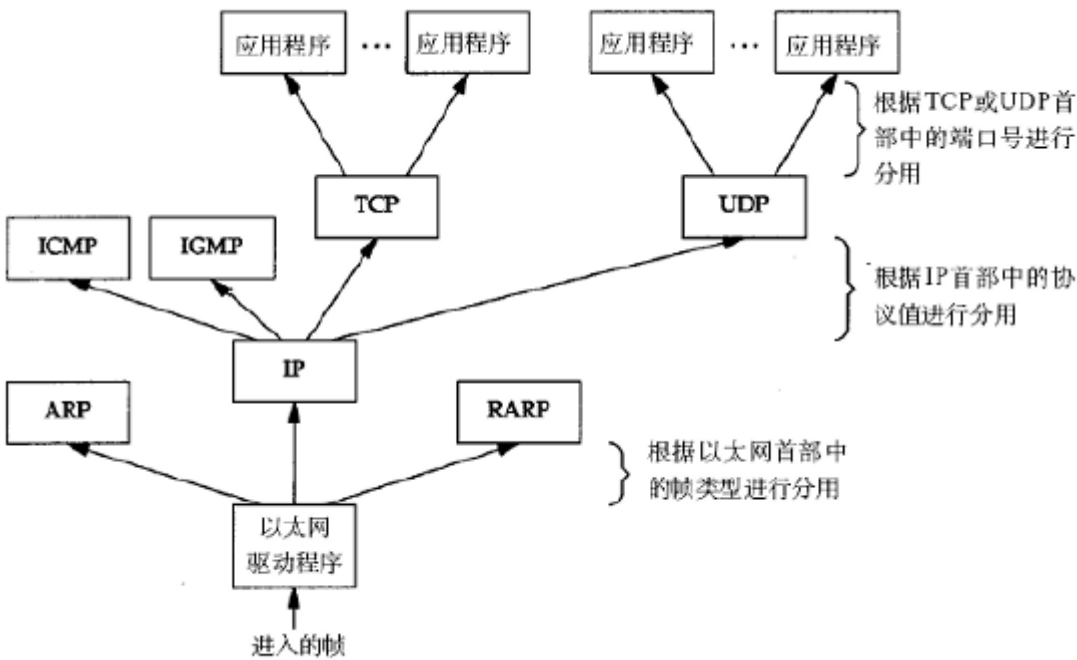 应用程序 ··· 应用程序 应用程序 ··· 应用程序
根据TCP或UDP首
部中的端口号进行
分用
TCP UDP
ICMP IGMP
根据IP首部中的协
议值进行分用
IP
ARP RARP
根据以太网首部中
的帧类型进行分用
以太网
驱动程序
进入的帧